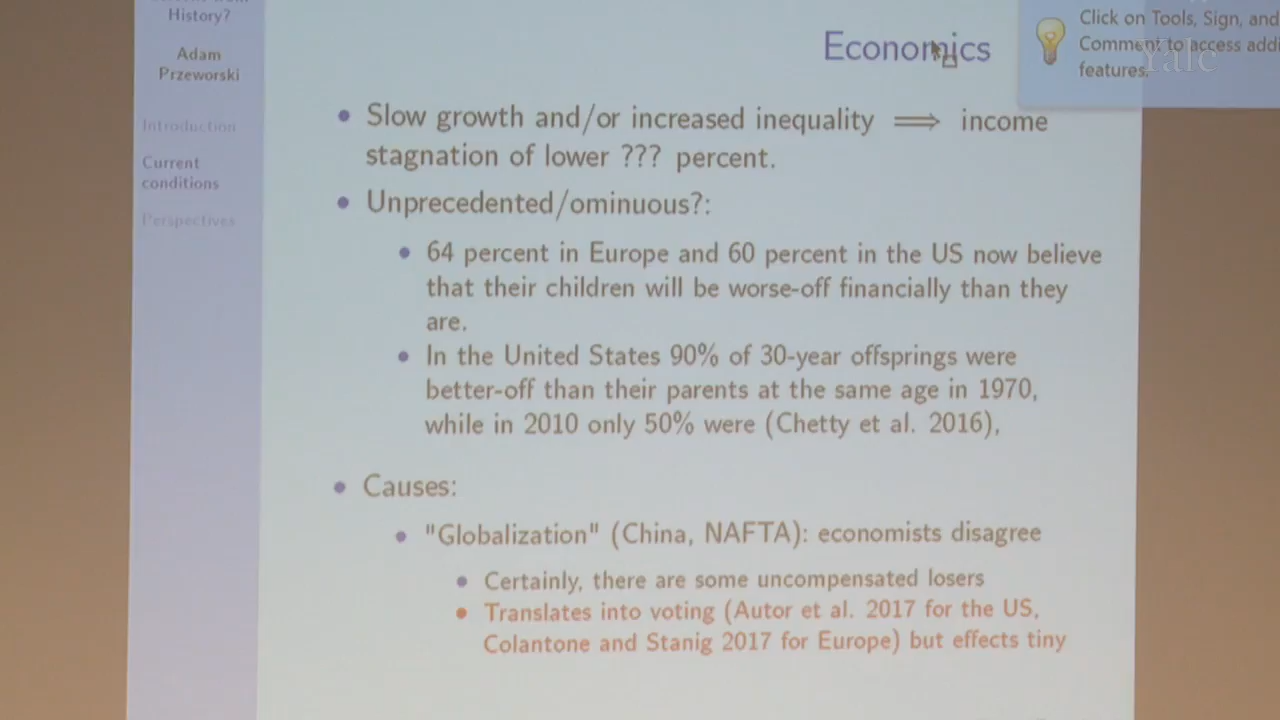 History?
Adam
Przeworski
Introduction
Current
conditions
Perspectives
Economics
Click on Tools, Sign, and
Comment to access addi
features.
Yale
• Slow growth and/or increased inequality ⟹ income
stagnation of lower ??? percent.
• Unprecedented/ominuous?:
• 64 percent in Europe and 60 percent in the US now believe
that their children will be worse-off financially than they
are.
• In the United States 90% of 30-year offsprings were
better-off than their parents at the same age in 1970,
while in 2010 only 50% were (Chetty et al. 2016),
• Causes:
• "Globalization" (China, NAFTA): economists disagree
• Certainly, there are some uncompensated losers
• Translates into voting (Autor et al. 2017 for the US,
Colantone and Stanig 2017 for Europe) but effects tiny